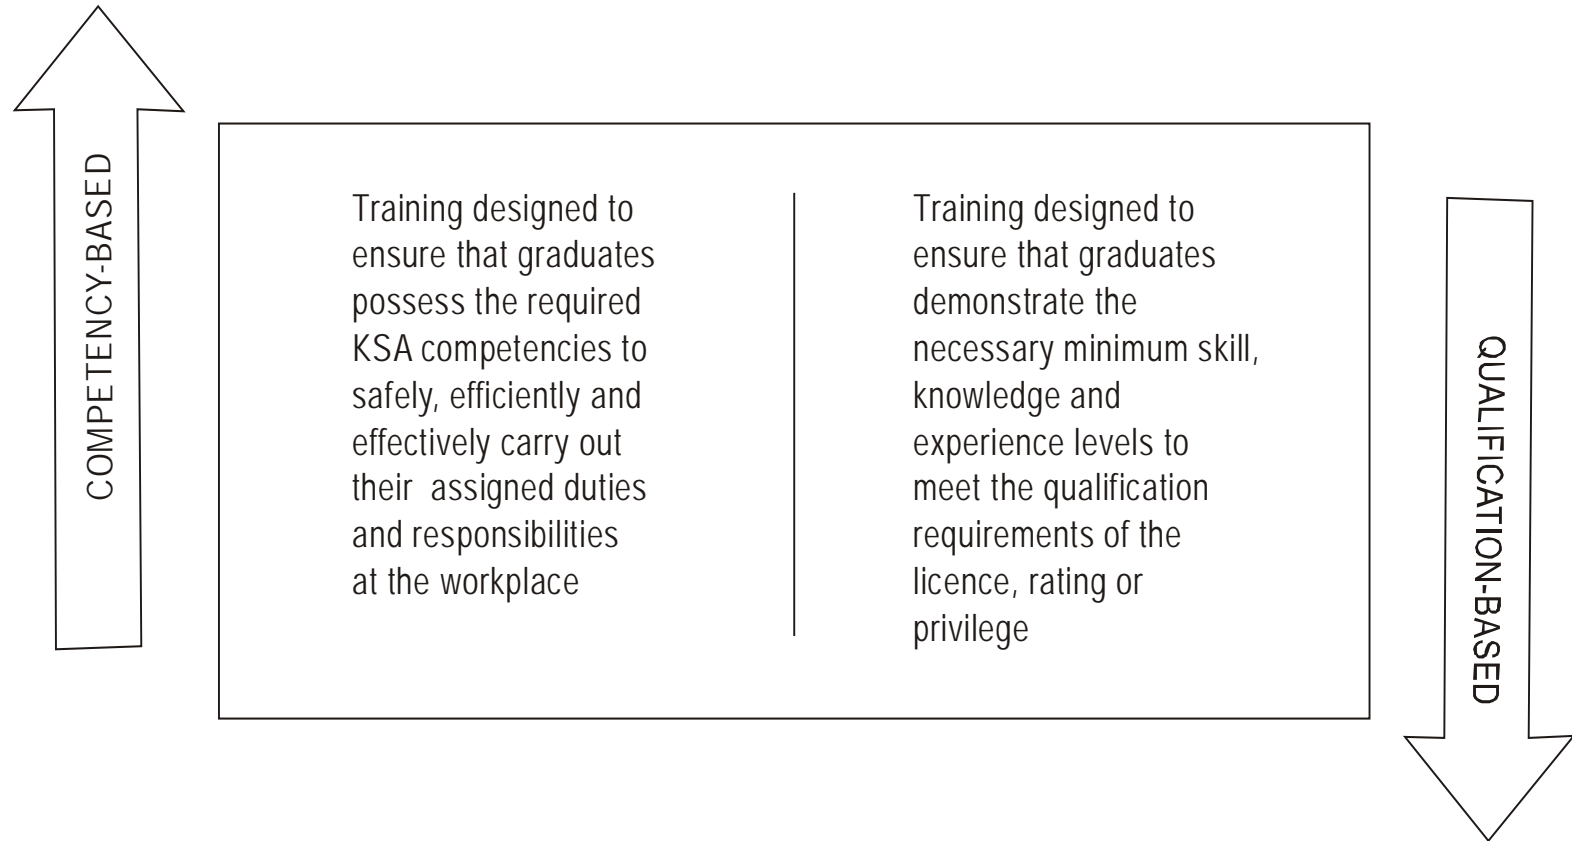 COMPETENCY-BASED
Training designed to
ensure that graduates
possess the required
KSA competencies to
safely, efficiently and
effectively carry out
their assigned duties
and responsibilities
at the workplace
Training designed to
ensure that graduates
demonstrate the
necessary minimum skill,
knowledge and
experience levels to
meet the qualification
requirements of the
licence, rating or
privilege
QUALIFICATION-BASED